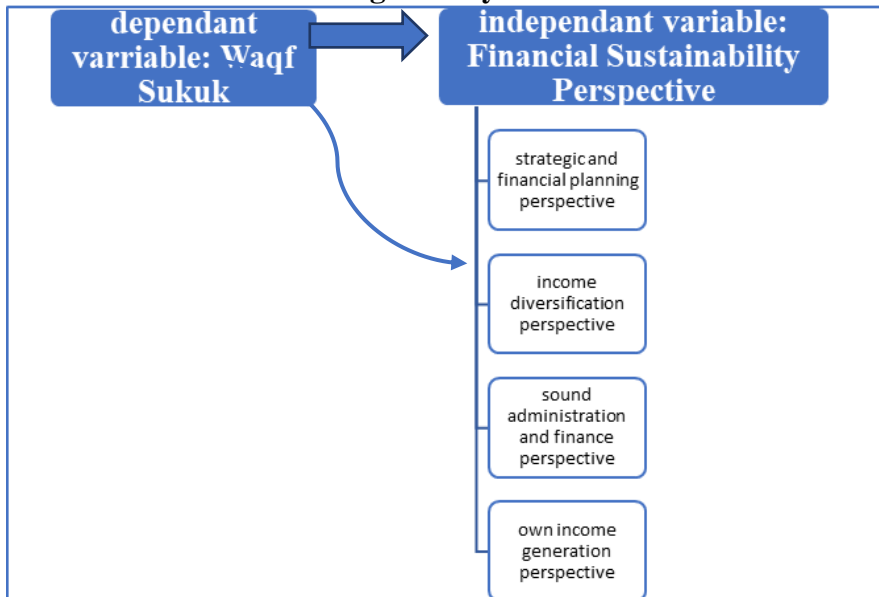 dependant
varriable: Waqf
Sukuk
independant variable:
Financial Sustainability
Perspective
strategic and
financial planning
perspective
income
diversification
perspective
sound
administration
and finance
perspective
own income
generation
perspective